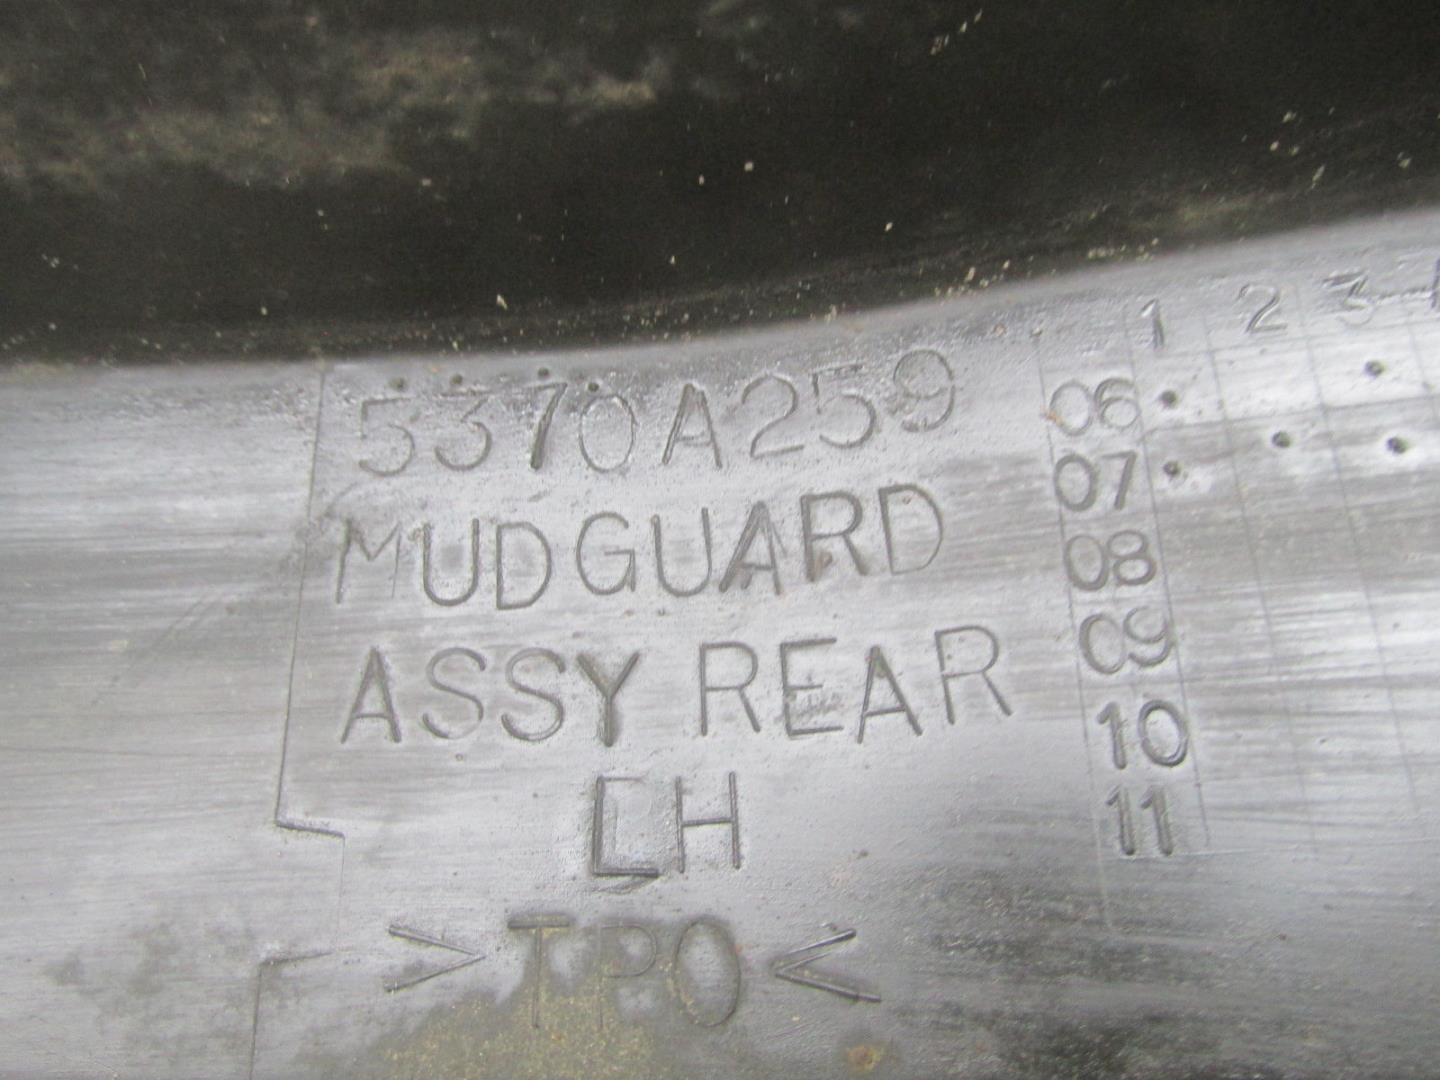 5370A259
MUDGUARD
ASSY REAR
LH
>TPO<
1 2 3
06
07
08
09
10
11